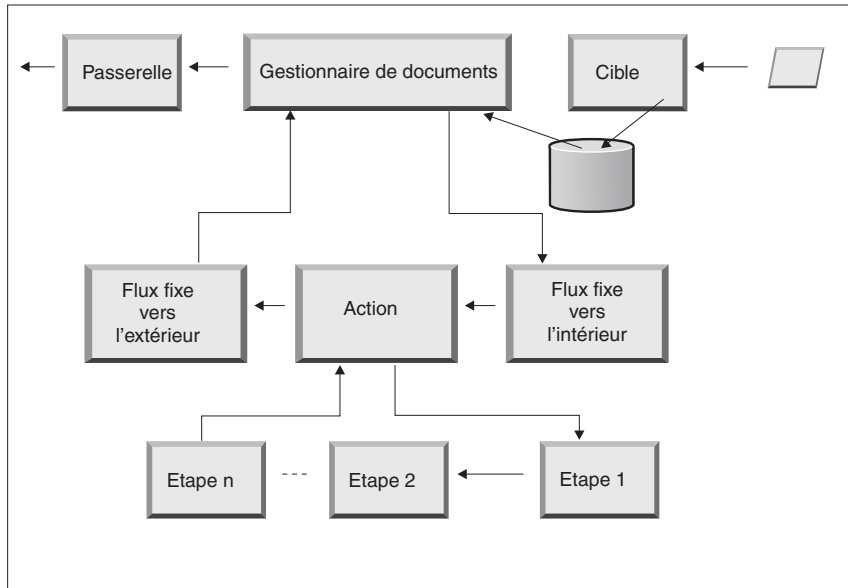 Passerelle
Gestionnaire de documents
Cible
Flux fixe
vers
l'extérieur
Action
Flux fixe
vers
l'intérieur
Etape n
Etape 2
Etape 1